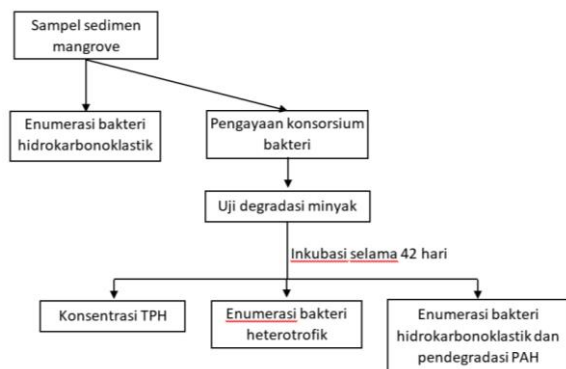 Sampel sedimen
mangrove
Enumerasi bakteri
hidrokarbonoklastik
Pengayaan konsorsium
bakteri
Uji degradasi minyak
Inkubasi selama 42 hari
Konsentrasi TPH
Enumerasi bakteri
heterotrofik
Enumerasi bakteri
hidrokarbonoklastik dan
pendegradasi PAH